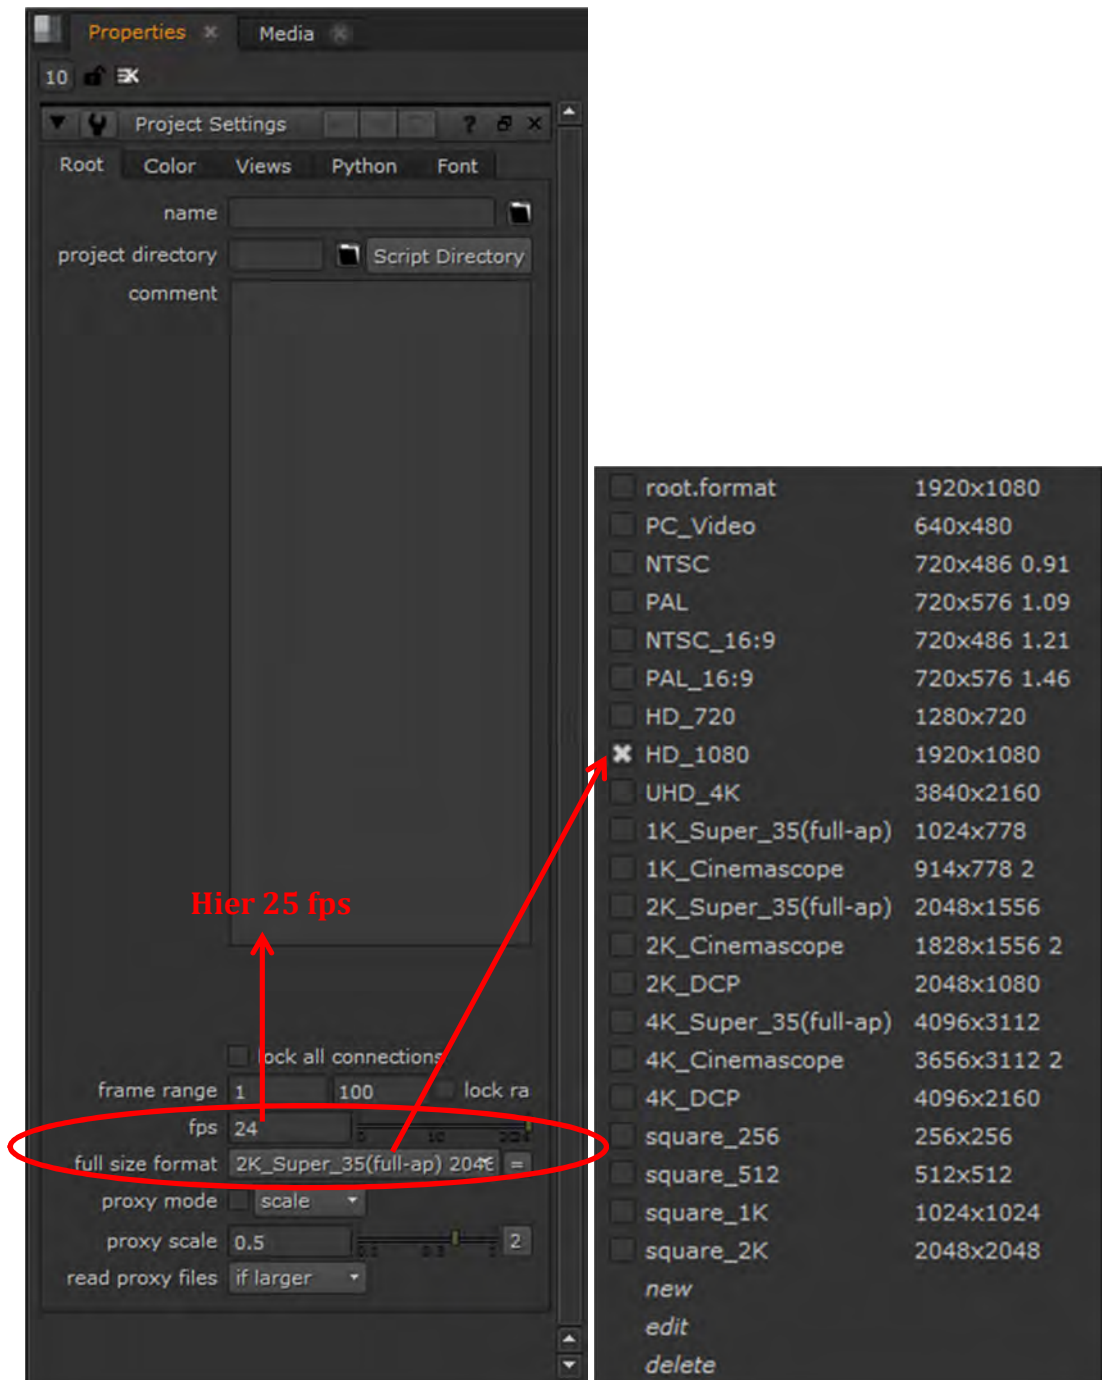 Properties
Media
10
Project Settings
?
Root Color Views Python Font
name
project directory Script Directory
comment
Hier 25 fps
lock all connections
frame range 1 100 lock ra
fps 24
full size format 2K_Super_35(full-ap) 204 =
proxy mode scale
proxy scale 0.5 2
read proxy files if larger
root.format 1920x1080
PC_Video 640x480
NTSC 720x486 0.91
PAL 720x576 1.09
NTSC_16:9 720x486 1.21
PAL_16:9 720x576 1.46
HD_720 1280x720
HD_1080 1920x1080
UHD_4K 3840x2160
1K_Super_35(full-ap) 1024x778
1K_Cinemascope 914x778 2
2K_Super_35(full-ap) 2048x1556
2K_Cinemascope 1828x1556 2
2K_DCP 2048x1080
4K_Super_35(full-ap) 4096x3112
4K_Cinemascope 3656x3112 2
4K_DCP 4096x2160
square_256 256x256
square_512 512x512
square_1K 1024x1024
square_2K 2048x2048
new
edit
delete